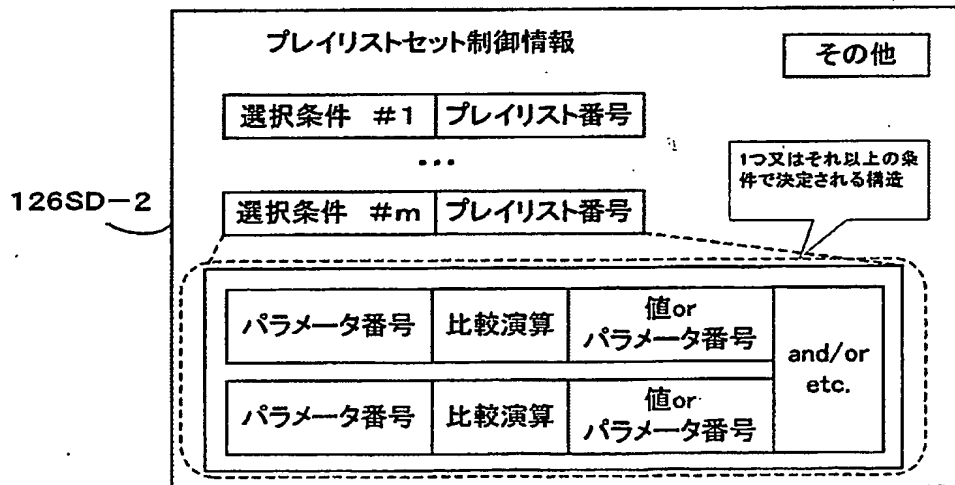 プレイリストセット制御情報
その他
選択条件 #1 プレイリスト番号
...
選択条件 #m プレイリスト番号
1つ又はそれ以上の条
件で決定される構造
126SD-2
パラメータ番号 比較演算 値or
パラメータ番号
パラメータ番号 比較演算 値or
パラメータ番号
and/or
etc.